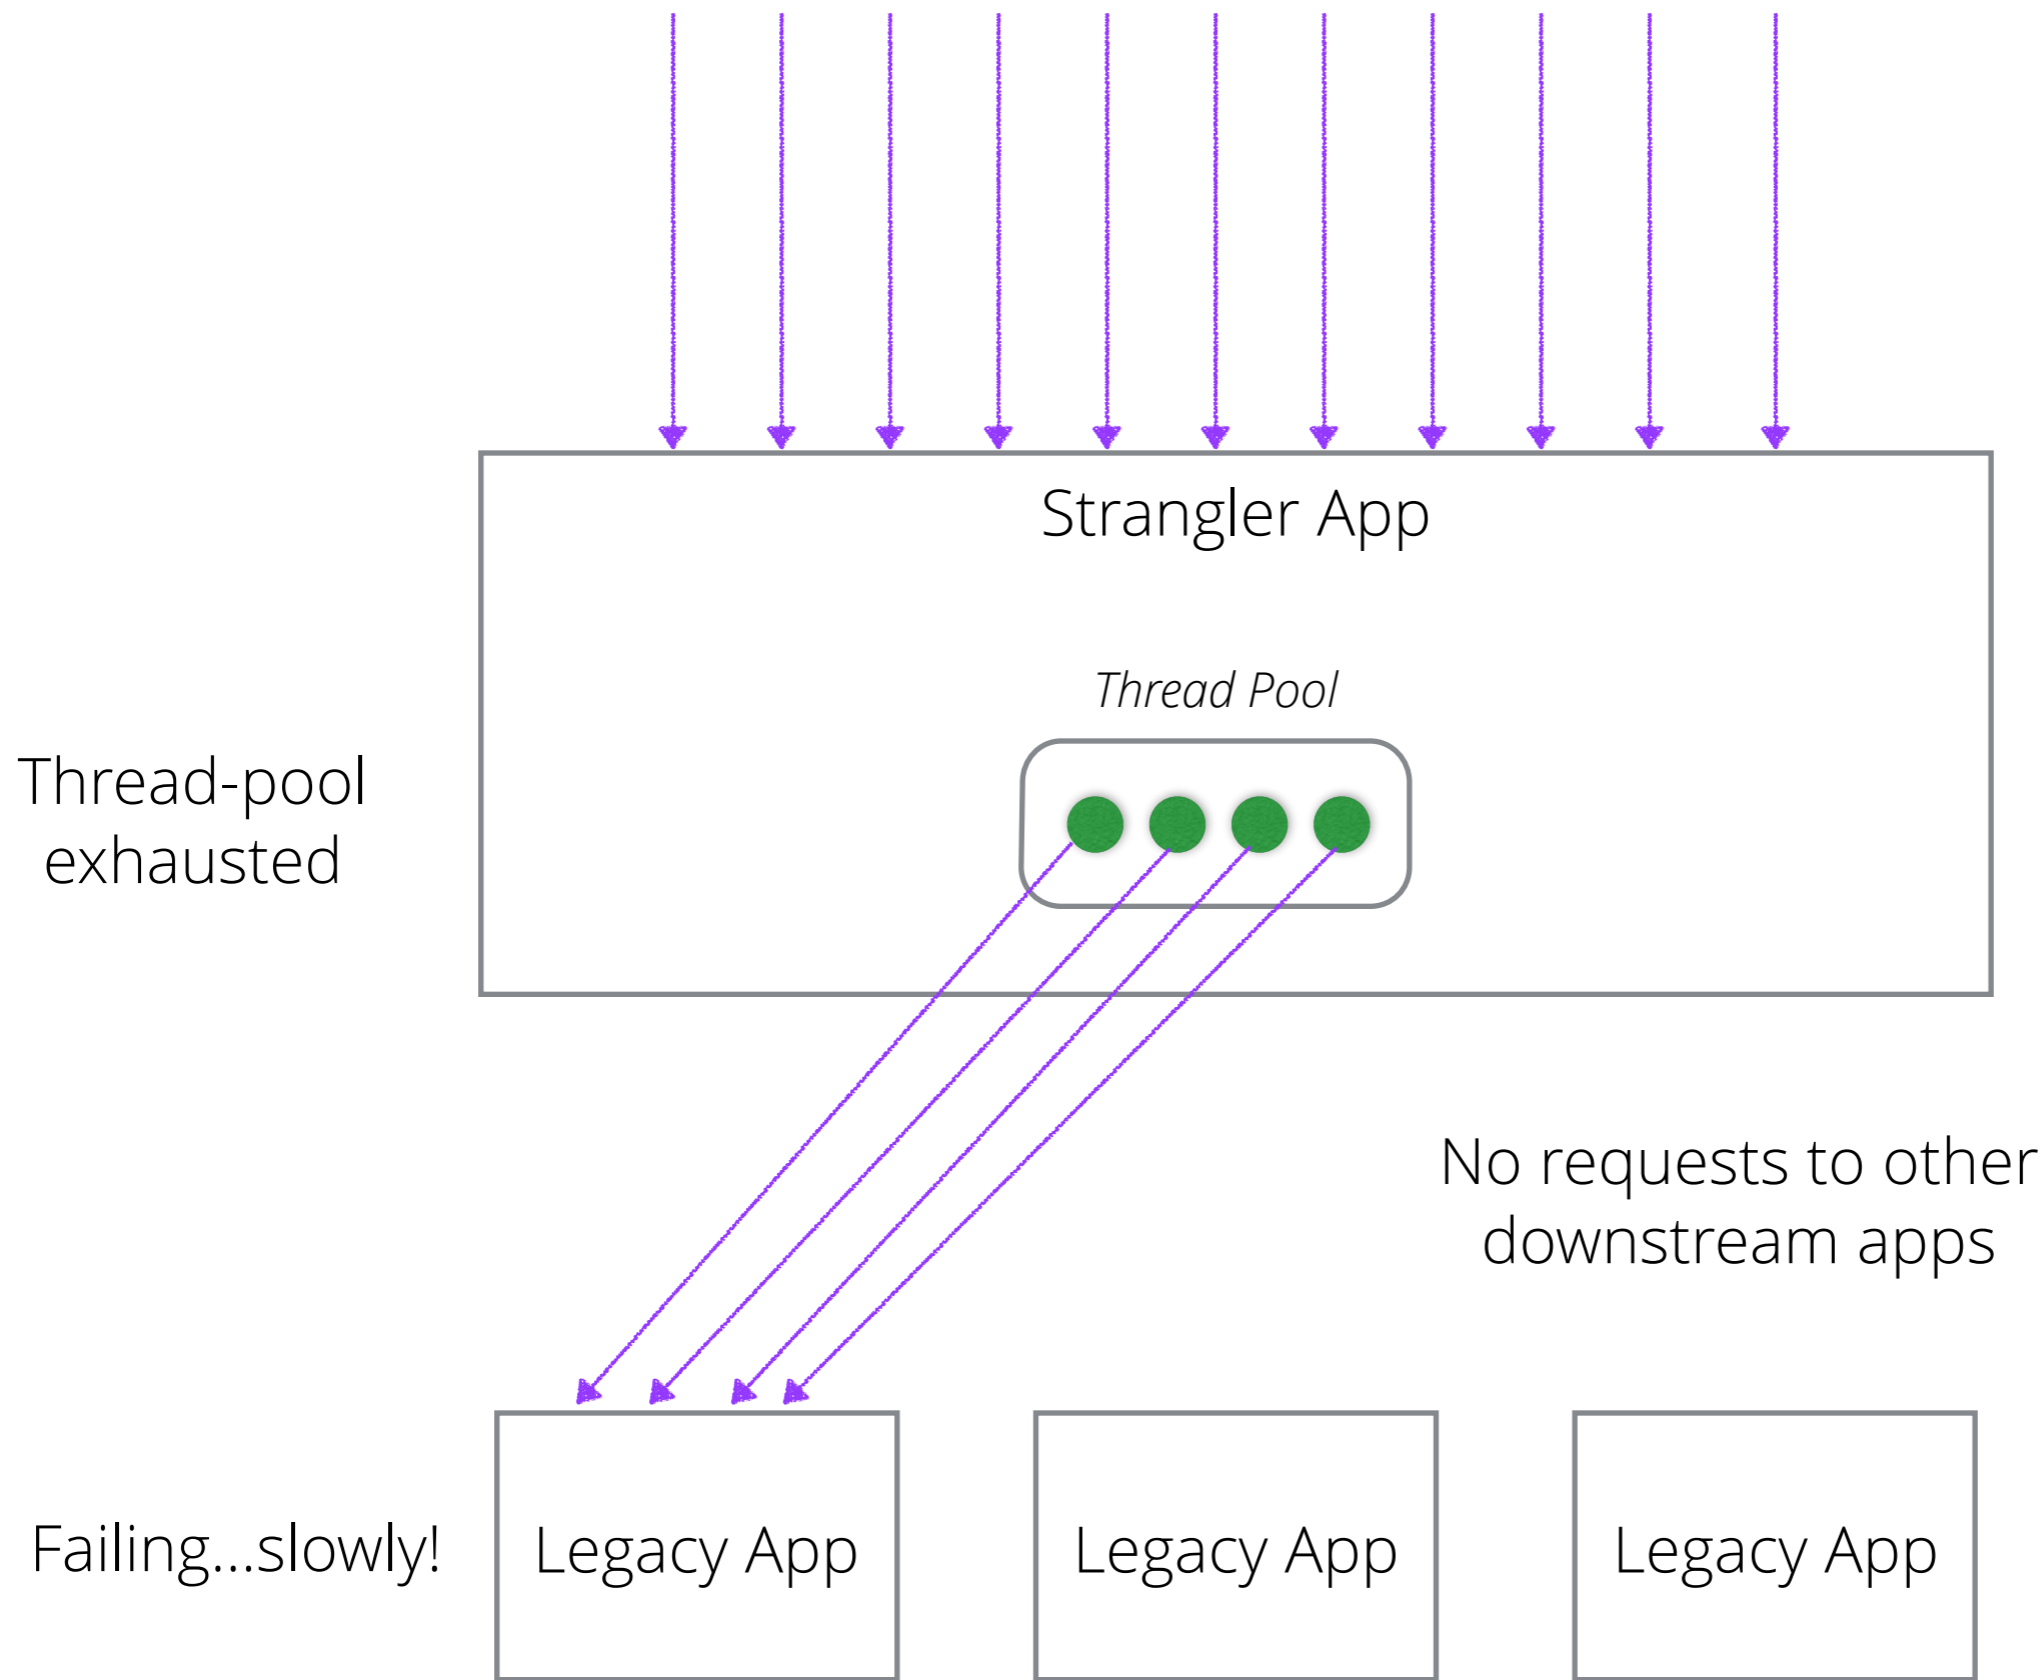 Strangler App
Thread Pool
Thread-pool
exhausted
No requests to other
downstream apps
Failing...slowly!
Legacy App
Legacy App
Legacy App